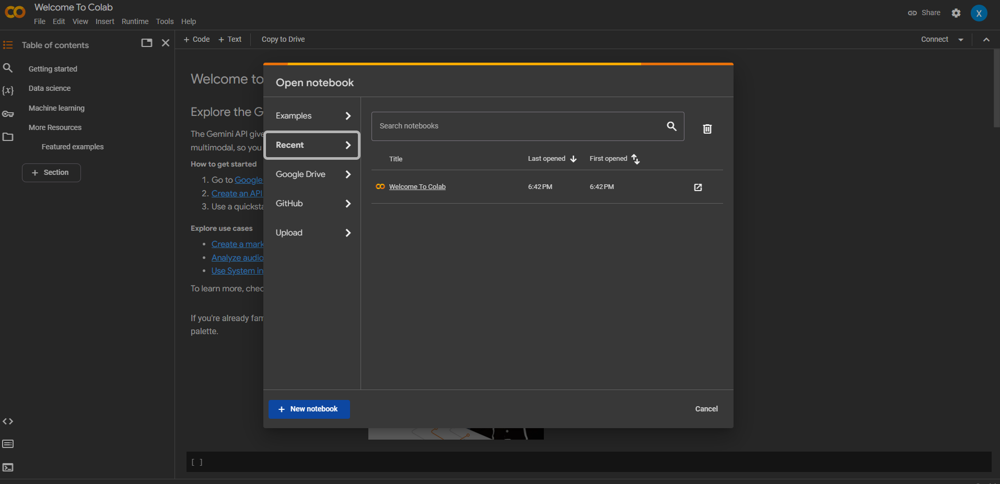 Welcome To Colab
File Edit View Insert Runtime Tools Help
Share
X
Table of contents
Getting started
Data science
Machine learning
More Resources
Featured examples
+ Section
+ Code + Text Copy to Drive
Connect
Welcome to
Explore the G
The Gemini API give
multimodal, so you
How to get started
1. Go to Google
2. Create an API
3. Use a quicksta
Explore use cases
• Create a mark
• Analyze audio
• Use System in
To learn more, chec
If you're already fam
palette.
[ ]
Open notebook
Examples
Recent
Google Drive
GitHub
Upload
Search notebooks
Title Last opened First opened
Welcome To Colab 6:42 PM 6:42 PM
+ New notebook
Cancel